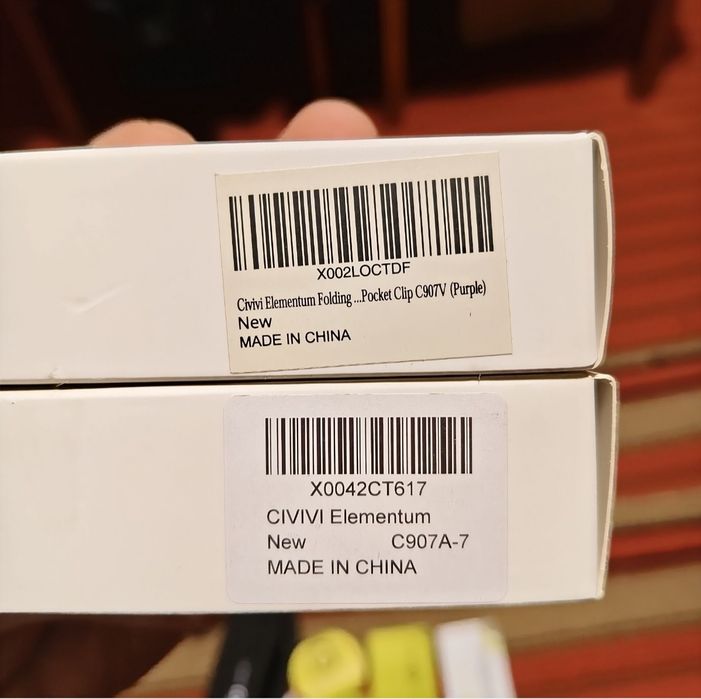 X002LOCTDF
Civivi Elementum Folding ...Pocket Clip C907V (Purple)
New
MADE IN CHINA
X0042CT617
CIVIVI Elementum
New C907A-7
MADE IN CHINA